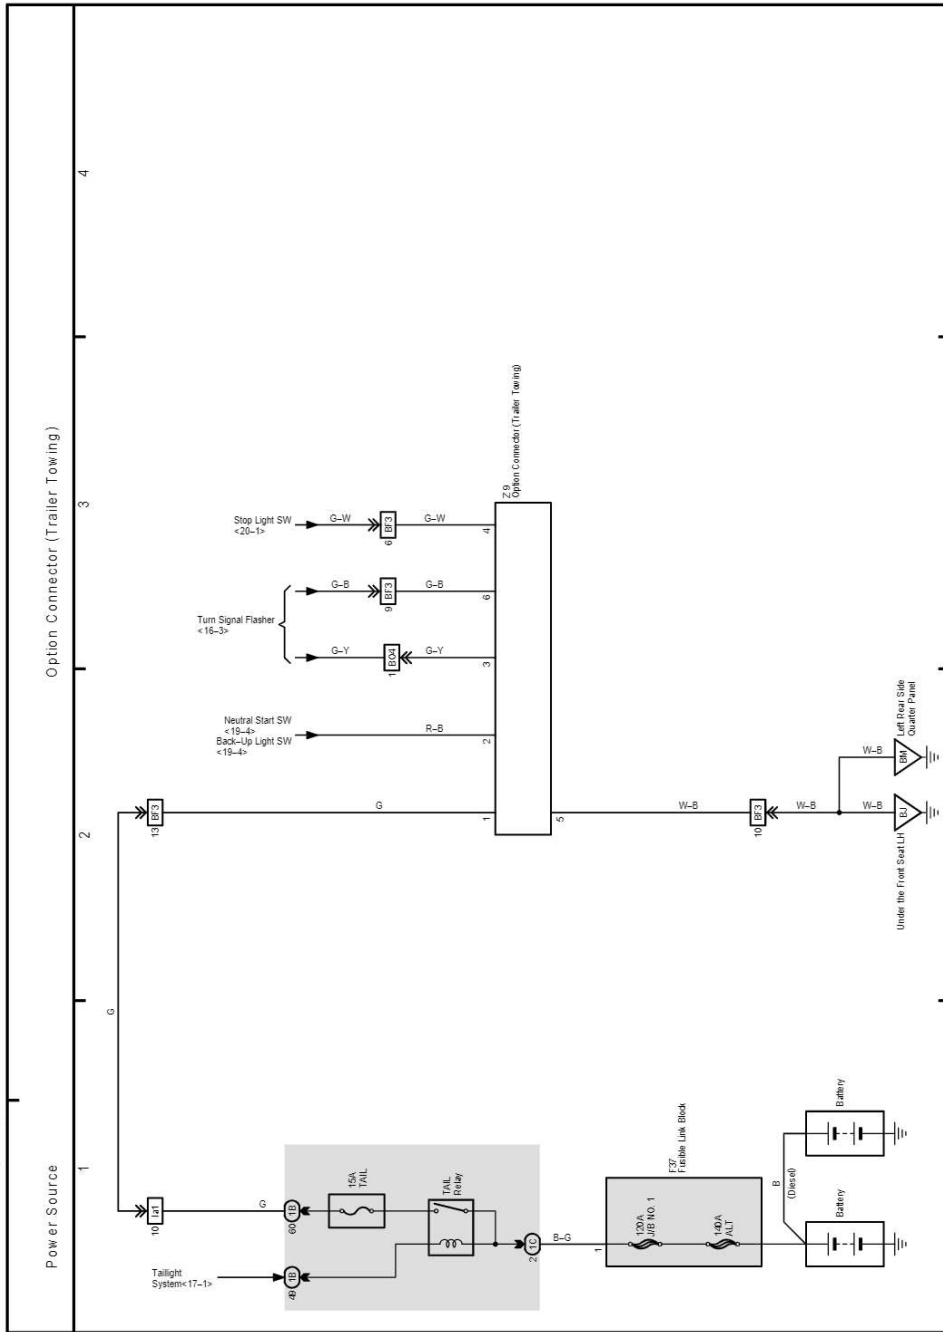 Power Source
Option Connector (Trailer Towing)
1
2
3
4
G
10
Ia1
13
BF3
G
G
Taillight
System<17–1>
49
1B
60
1B
15A
TAIL
TAIL
Relay
2
1C
B–G
1
F37
Fusible Link Block
120A
J/B NO. 1
140A
ALT
B
(Diesel)
Battery
Battery
Neutral Start SW
<19–4>
Back–Up Light SW
<19–4>
R–B
Turn Signal Flasher
<16–3>
G–Y
1
BO4
G–Y
G–B
9
BF3
G–B
Stop Light SW
<20–1>
G–W
6
BF3
G–W
1
2
3
6
4
5
Z 9
Option Connector (Trailer Towing)
W–B
10
BF3
W–B
W–B
W–B
BJ
BM
Under the Front Seat LH
Left Rear Side
Quarter Panel